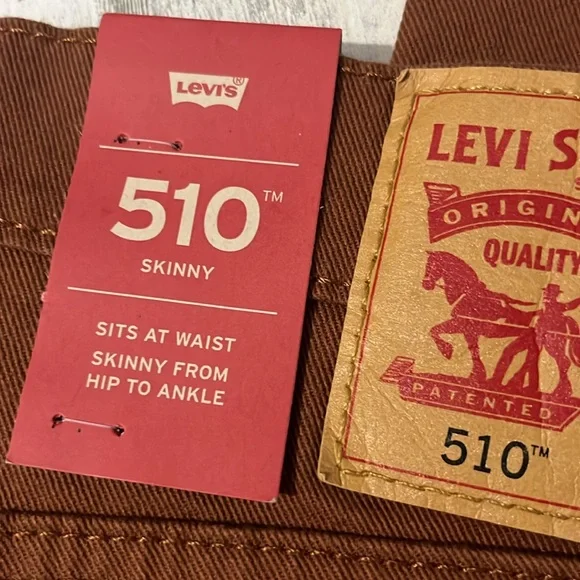 LEVI'S®
510™
SKINNY
SITS AT WAIST
SKINNY FROM
HIP TO ANKLE
LEVI S
ORIGIN
QUALITY
PATENTED
510™